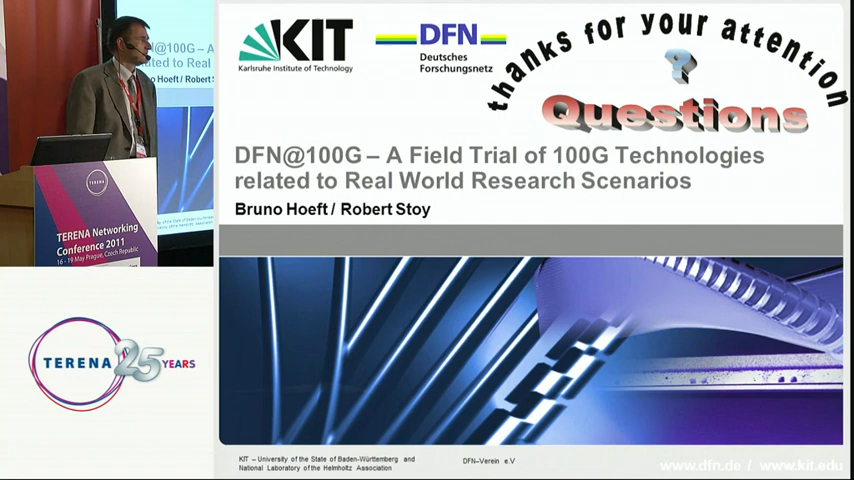 DFN@100G – A
related to Real
Hoeft / Robert S
TERENA
TERENA Networking
Conference 2011
16 - 19 May Prague, Czech Republic
TERENA 25 YEARS
KIT
Karlsruhe Institute of Technology
DFN
Deutsches
Forschungsnetz
thanks for your attention
?
Questions
DFN@100G – A Field Trial of 100G Technologies
related to Real World Research Scenarios
Bruno Hoeft / Robert Stoy
KIT – University of the State of Baden-Württemberg and
National Laboratory of the Helmholtz Association
DFN–Verein e.V
www.dfn.de / www.kit.edu